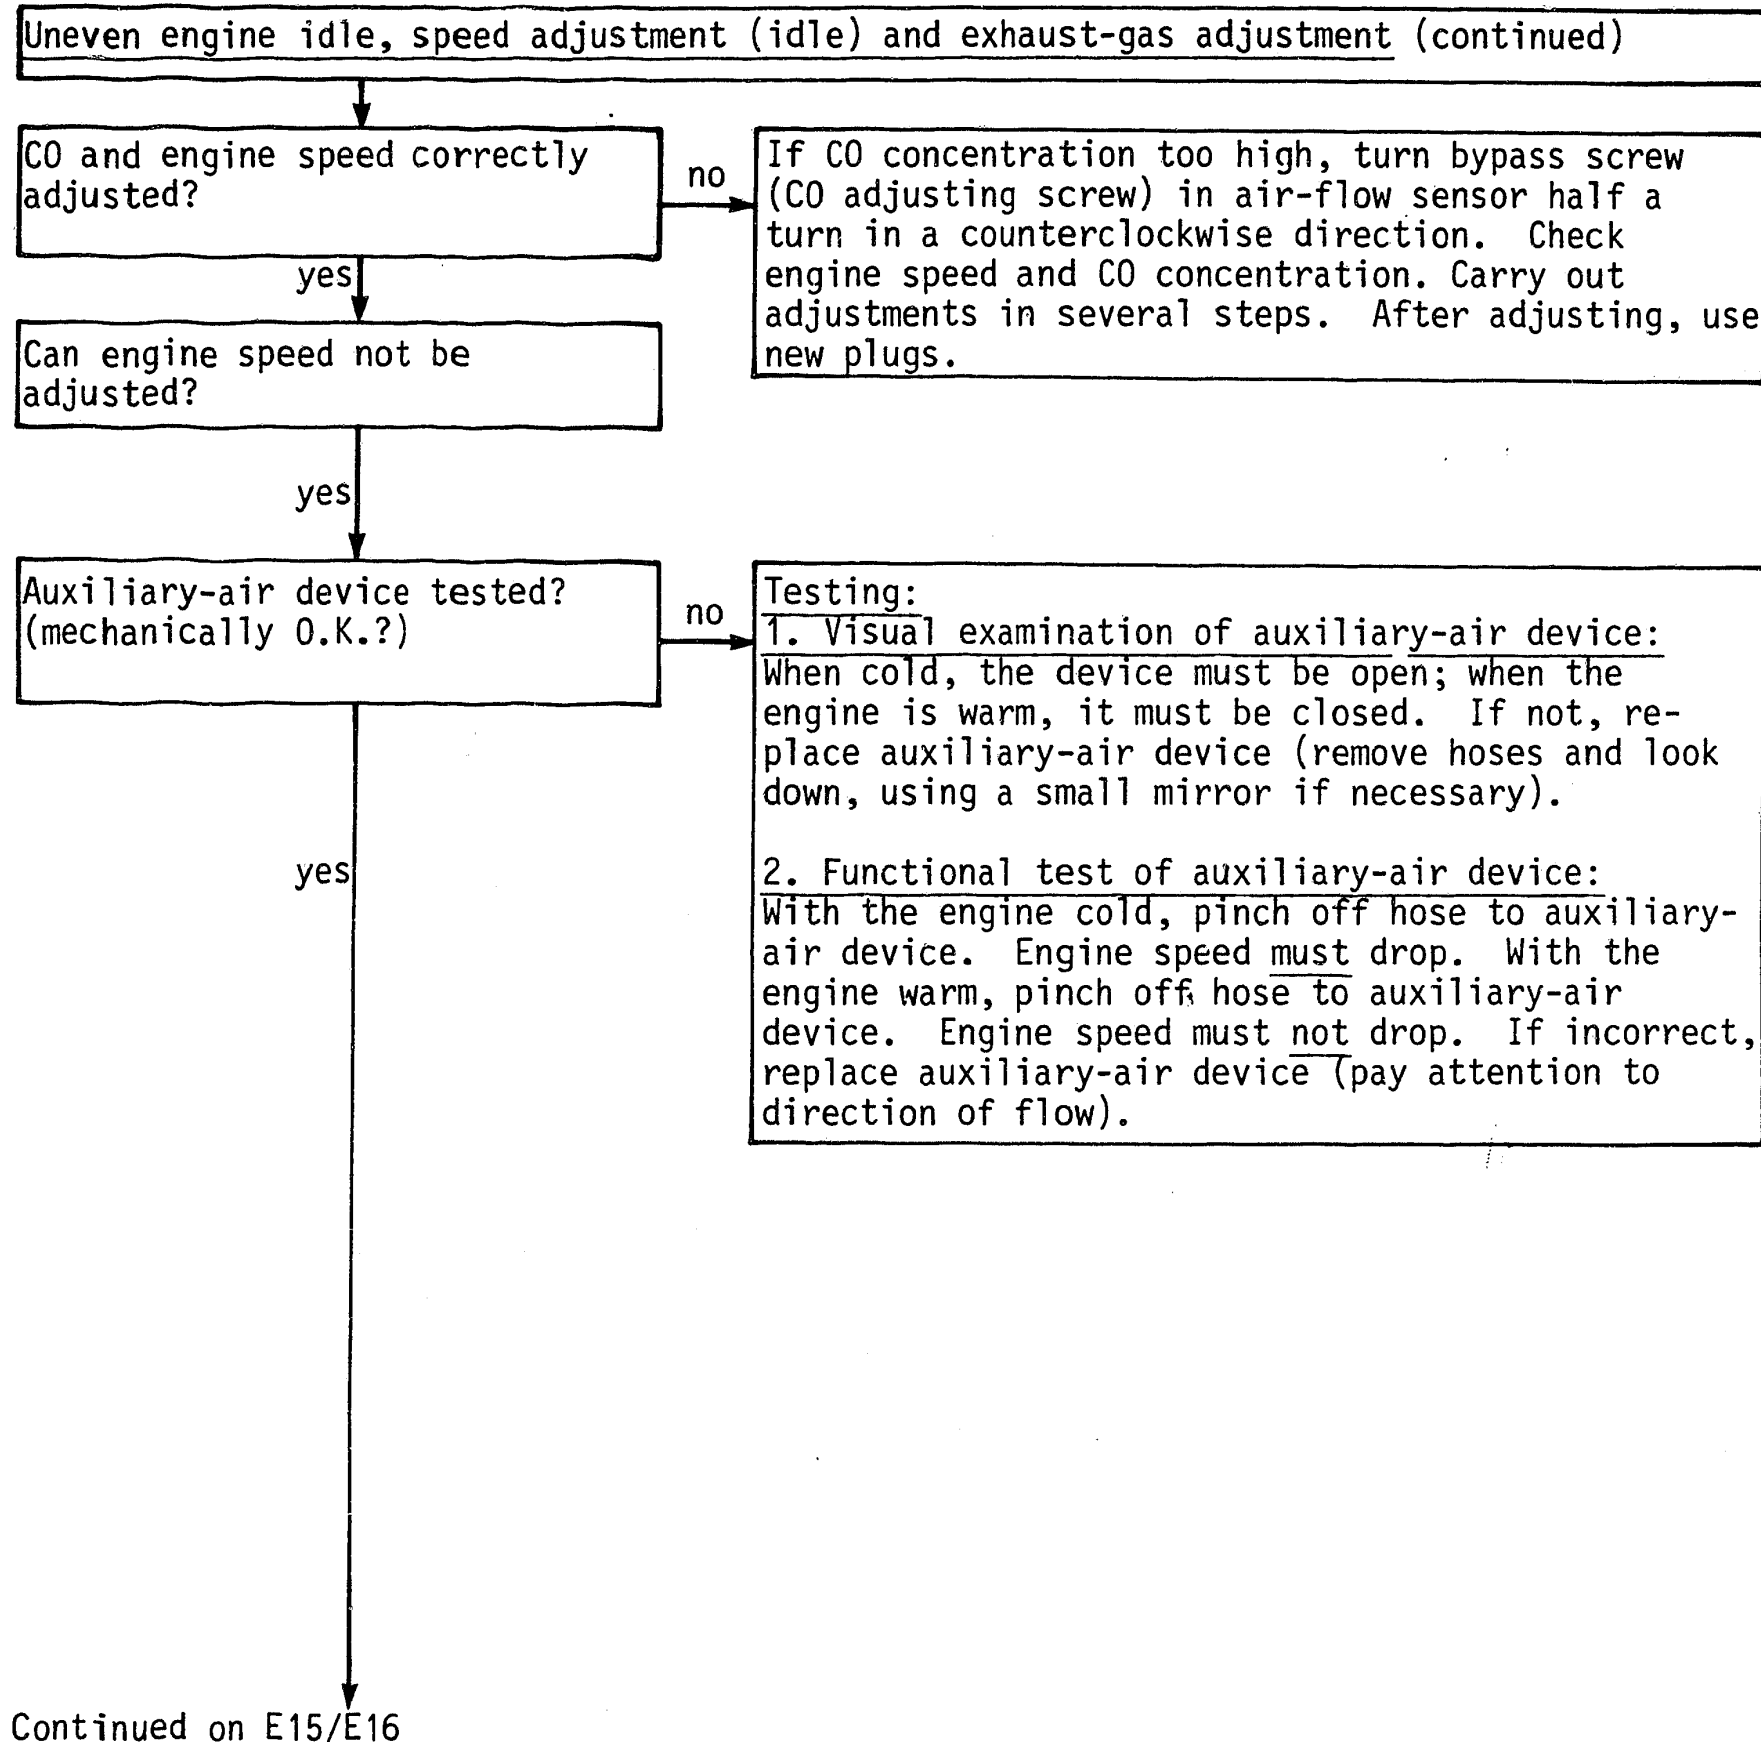 Uneven engine idle, speed adjustment (idle) and exhaust-gas adjustment (continued)
CO and engine speed correctly
adjusted?
no
If CO concentration too high, turn bypass screw
(CO adjusting screw) in air-flow sensor half a
turn in a counterclockwise direction. Check
engine speed and CO concentration. Carry out
adjustments in several steps. After adjusting, use
new plugs.
yes
Can engine speed not be
adjusted?
yes
Auxiliary-air device tested?
(mechanically O.K.?)
no
Testing:
1. Visual examination of auxiliary-air device:
When cold, the device must be open; when the
engine is warm, it must be closed. If not, re-
place auxiliary-air device (remove hoses and look
down, using a small mirror if necessary).
2. Functional test of auxiliary-air device:
With the engine cold, pinch off hose to auxiliary-
air device. Engine speed must drop. With the
engine warm, pinch off hose to auxiliary-air
device. Engine speed must not drop. If incorrect,
replace auxiliary-air device (pay attention to
direction of flow).
yes
Continued on E15/E16